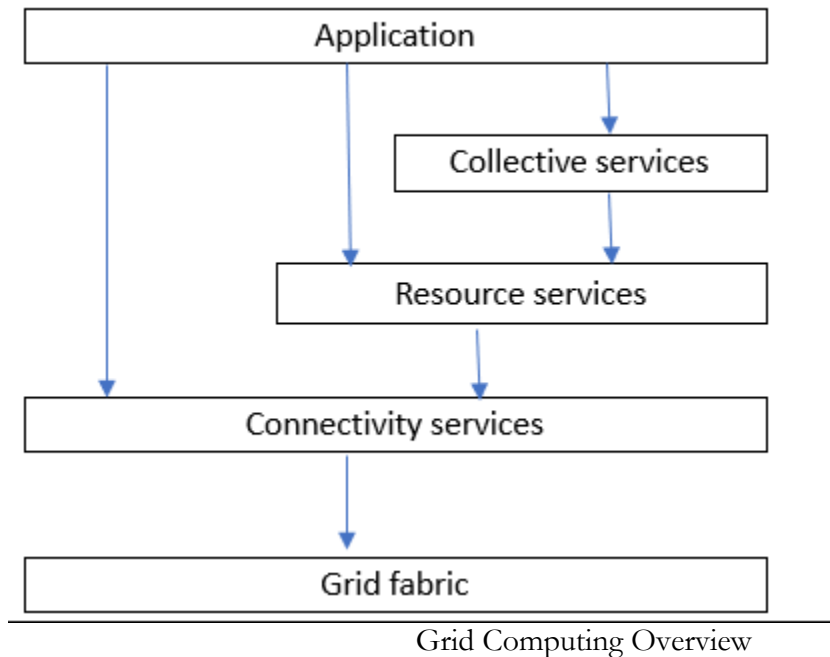 Application
Collective services
Resource services
Connectivity services
Grid fabric
Grid Computing Overview